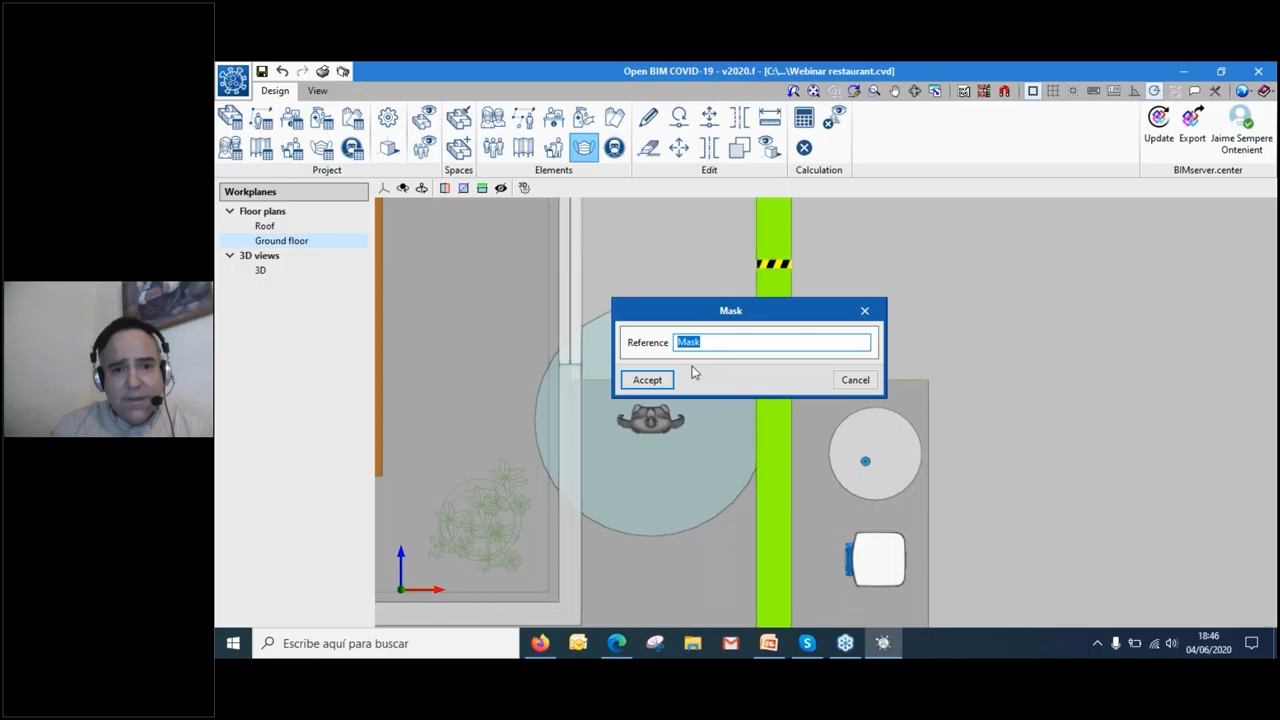 Open BIM COVID-19 - v2020.f - [C:\...\Webinar restaurant.cvd]
Design
View
Update
Export
Jaime Sempere
Ontenient
Project
Spaces
Elements
Edit
Calculation
BIMserver.center
Workplanes
Floor plans
Roof
Ground floor
3D views
3D
Mask
Reference
Mask
Accept
Cancel
Escribe aquí para buscar
18:46
04/06/2020